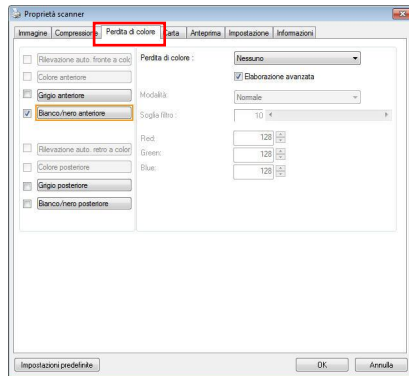 Proprietà scanner
Immagine Compressione Perdita di colore Carta Anteprima Impostazione Informazioni
Rilevazione auto. fronte a colo
Colore anteriore
Grigio anteriore
Bianco/nero anteriore
Rilevazione auto. retro a color
Colore posteriore
Grigio posteriore
Bianco/nero posteriore
Perdita di colore : Nessuno
Elaborazione avanzata
Modalità: Normale
Soglia filtro : 10
Red: 128
Green: 128
Blue: 128
Impostazioni predefinite OK Annulla